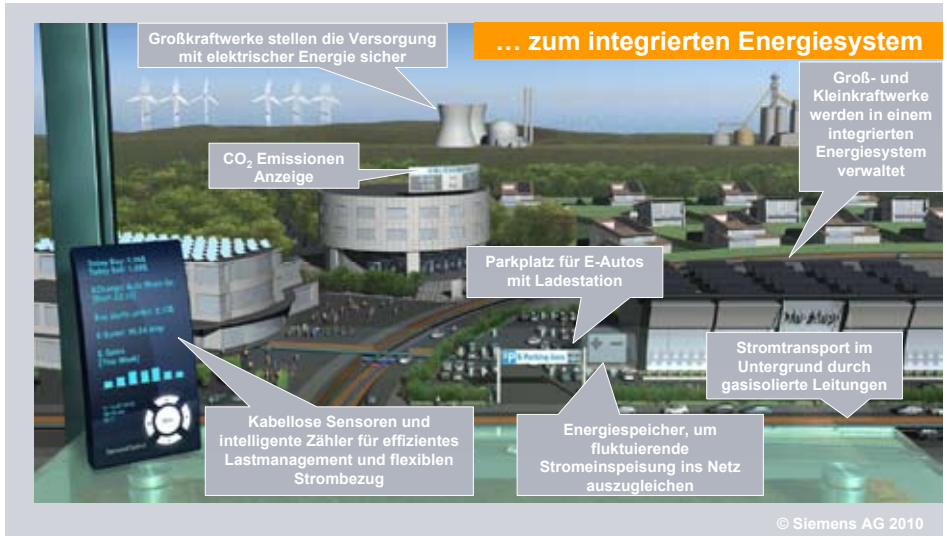 … zum integrierten Energiesystem
Großkraftwerke stellen die Versorgung
mit elektrischer Energie sicher
Groß- und
Kleinkraftwerke
werden in einem
integrierten
Energiesystem
verwaltet
CO₂ Emissionen
Anzeige
Parkplatz für E-Autos
mit Ladestation
Stromtransport im
Untergrund durch
gasisolierte Leitungen
Kabellose Sensoren und
intelligente Zähler für effizientes
Lastmanagement und flexiblen
Strombezug
Energiespeicher, um
fluktuierende
Stromeinspeisung ins Netz
auszugleichen
© Siemens AG 2010